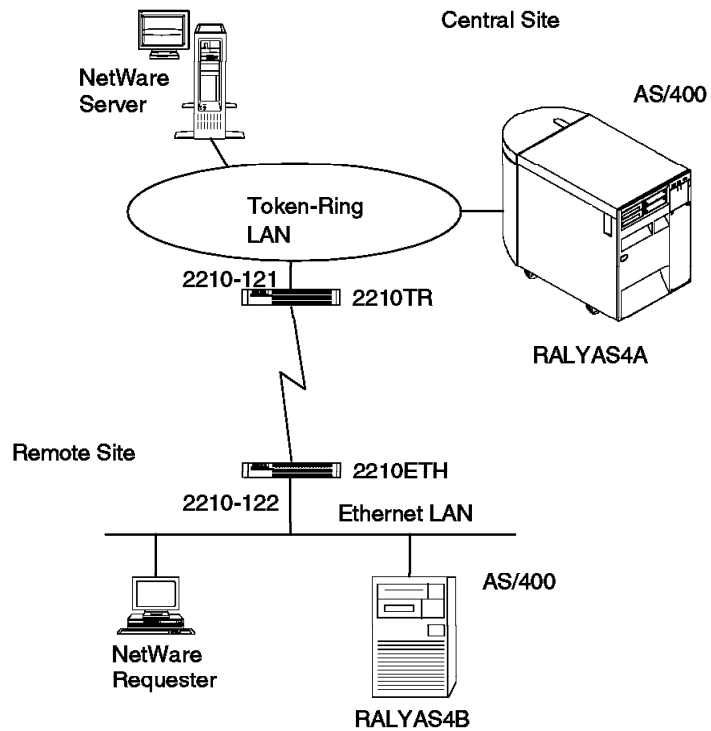 Central Site
NetWare
Server
AS/400
Token-Ring
LAN
2210-121
2210TR
RALYAS4A
Remote Site
2210ETH
2210-122
Ethernet LAN
AS/400
NetWare
Requester
RALYAS4B